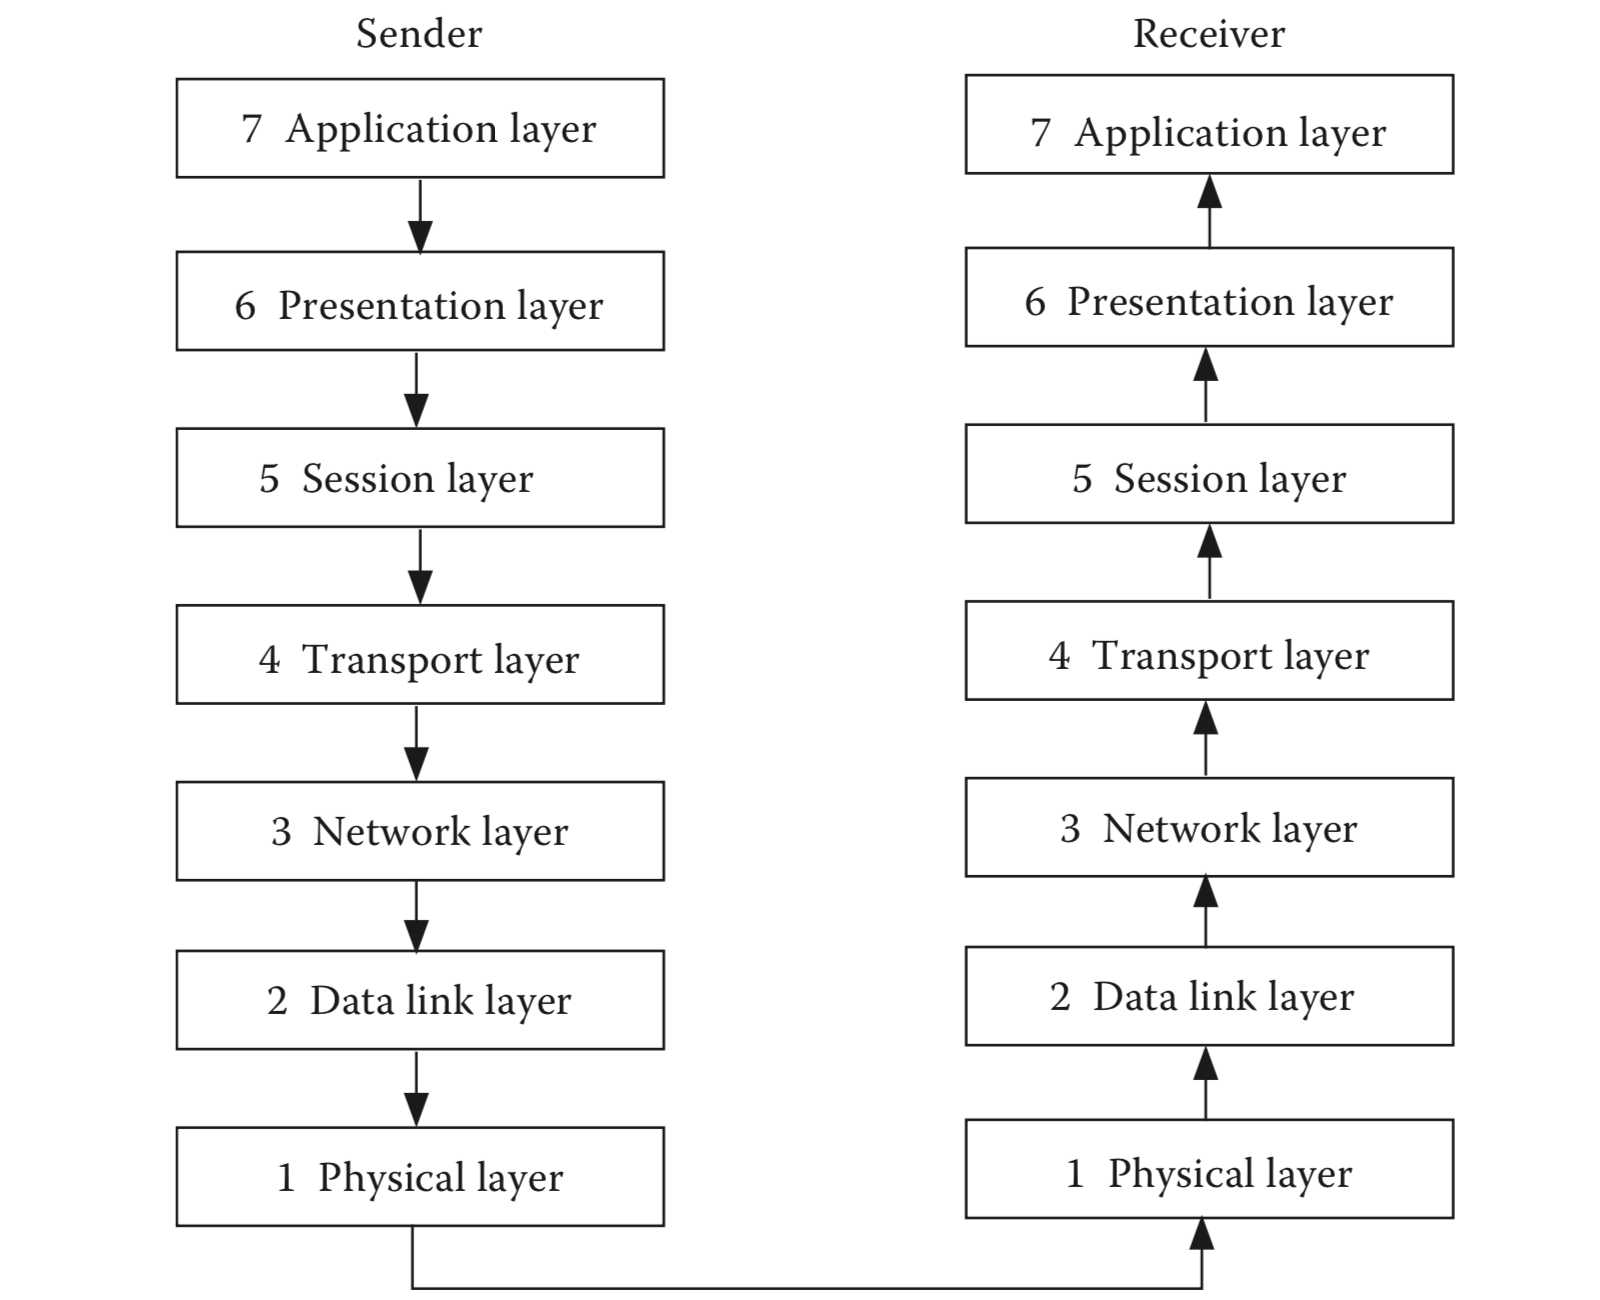 Sender
7 Application layer
6 Presentation layer
5 Session layer
4 Transport layer
3 Network layer
2 Data link layer
1 Physical layer
Receiver
7 Application layer
6 Presentation layer
5 Session layer
4 Transport layer
3 Network layer
2 Data link layer
1 Physical layer